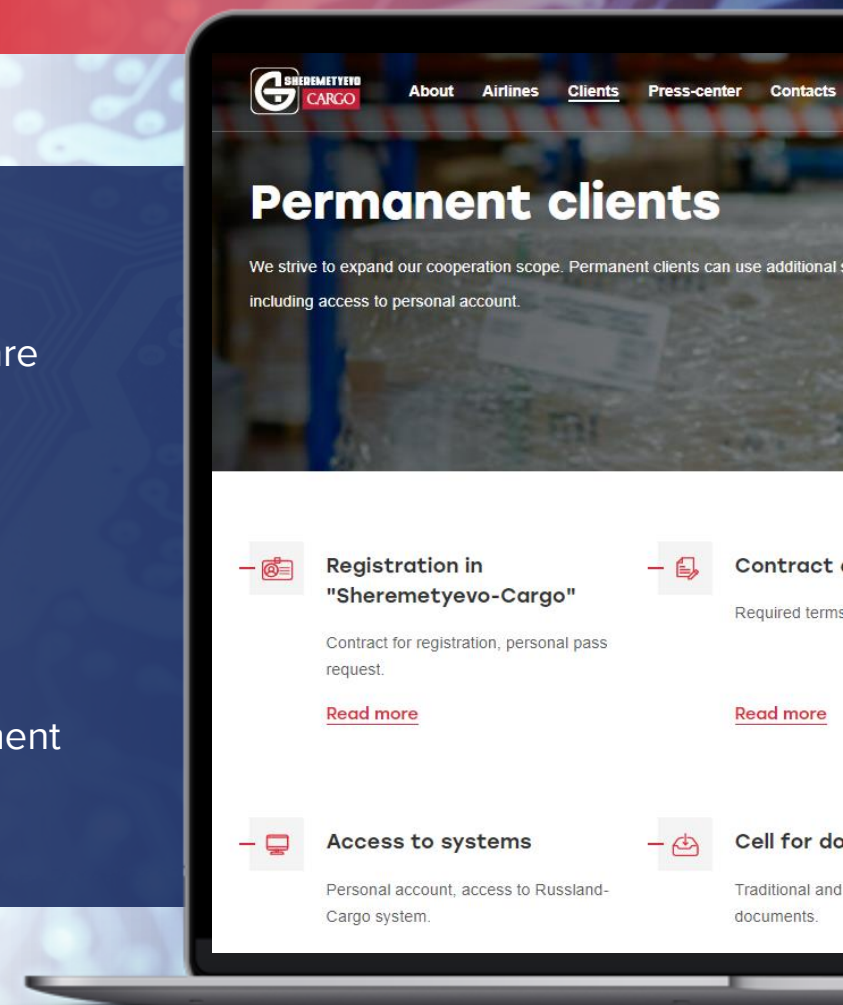 SHEREMETYEVO
CARGO
About Airlines Clients Press-center Contacts
Permanent clients
We strive to expand our cooperation scope. Permanent clients can use additional
including access to personal account.
Registration in
"Sheremetyevo-Cargo"
Contract for registration, personal pass
request.
Read more
Contract
Required terms
Read more
Access to systems
Personal account, access to Russland-
Cargo system.
Cell for
Traditional and
documents.